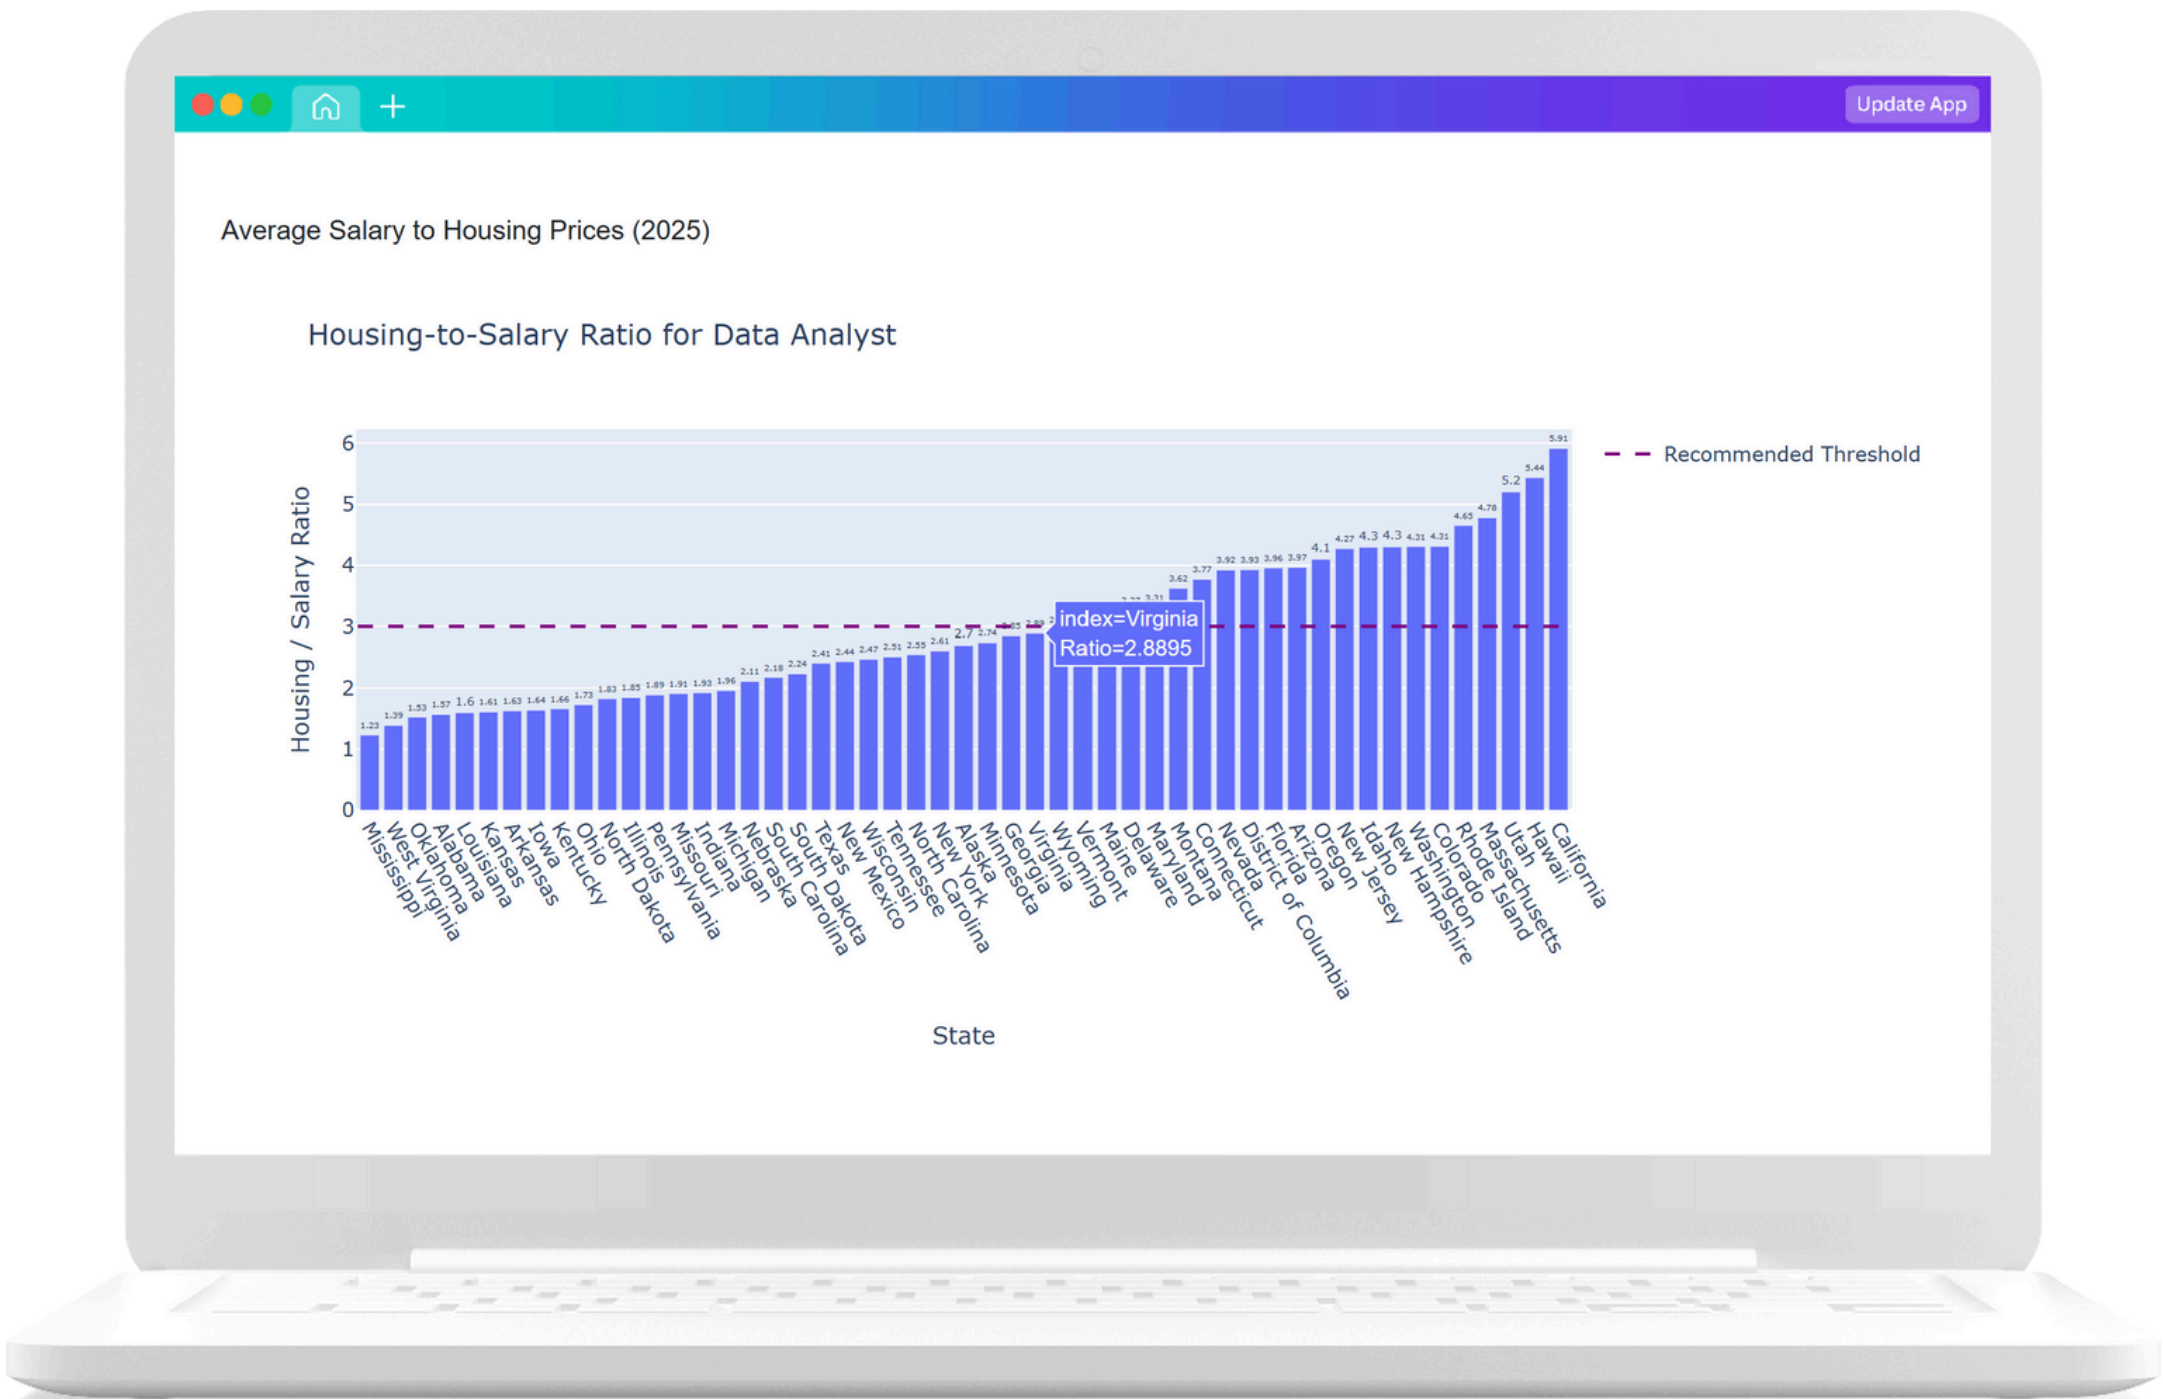 Update App
Average Salary to Housing Prices (2025)
Housing-to-Salary Ratio for Data Analyst
Recommended Threshold
Housing / Salary Ratio
6
5
4
3
2
1
0
1.23 1.39 1.53 1.57 1.6 1.61 1.63 1.64 1.66 1.73 1.83 1.85 1.89 1.91 1.93 1.96 2.11 2.18 2.24 2.41 2.44 2.47 2.51 2.55 2.61 2.7 2.74 2.85 2.89 3.31 3.62 3.77 3.92 3.93 3.96 3.97 4.1 4.27 4.3 4.3 4.31 4.31 4.65 4.78 5.2 5.44 5.91
index=Virginia
Ratio=2.8895
Mississippi
West Virginia
Oklahoma
Alabama
Louisiana
Kansas
Arkansas
Iowa
Kentucky
Ohio
North Dakota
Illinois
Pennsylvania
Missouri
Indiana
Michigan
Nebraska
South Carolina
South Dakota
Texas
New Mexico
Wisconsin
Tennessee
North Carolina
New York
Alaska
Minnesota
Georgia
Virginia
Wyoming
Vermont
Maine
Delaware
Maryland
Montana
Connecticut
Nevada
District of Columbia
Florida
Arizona
Oregon
New Jersey
Idaho
New Hampshire
Washington
Colorado
Rhode Island
Massachusetts
Utah
Hawaii
California
State